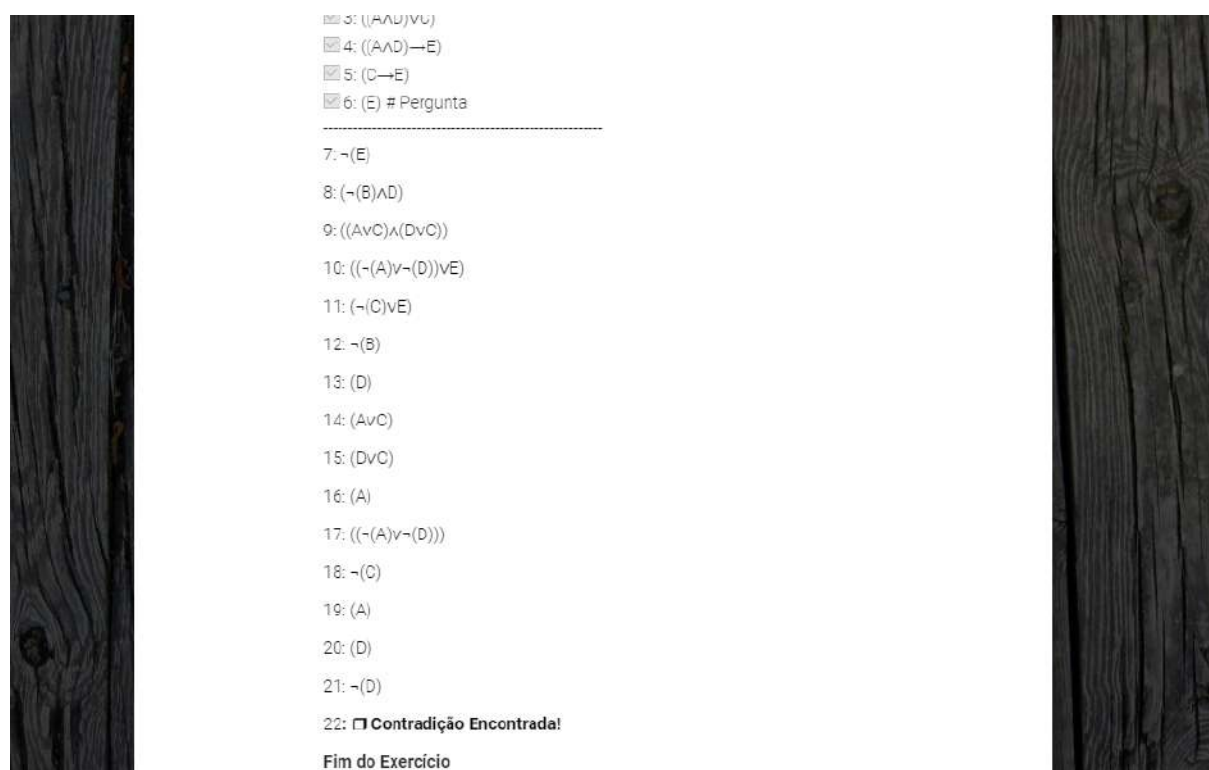 3: ((A∧D)∨C)
4: ((A∧D)→E)
5: (C→E)
6: (E) # Pergunta
----------------------------------------------------------
7: ¬(E)
8: (¬(B)∧D)
9: ((A∨C)∧(D∨C))
10: ((¬(A)∨¬(D))∨E)
11: (¬(C)∨E)
12: ¬(B)
13: (D)
14: (A∨C)
15: (D∨C)
16: (A)
17: ((¬(A)∨¬(D)))
18: ¬(C)
19: (A)
20: (D)
21: ¬(D)
22: ❒ Contradição Encontrada!
Fim do Exercício